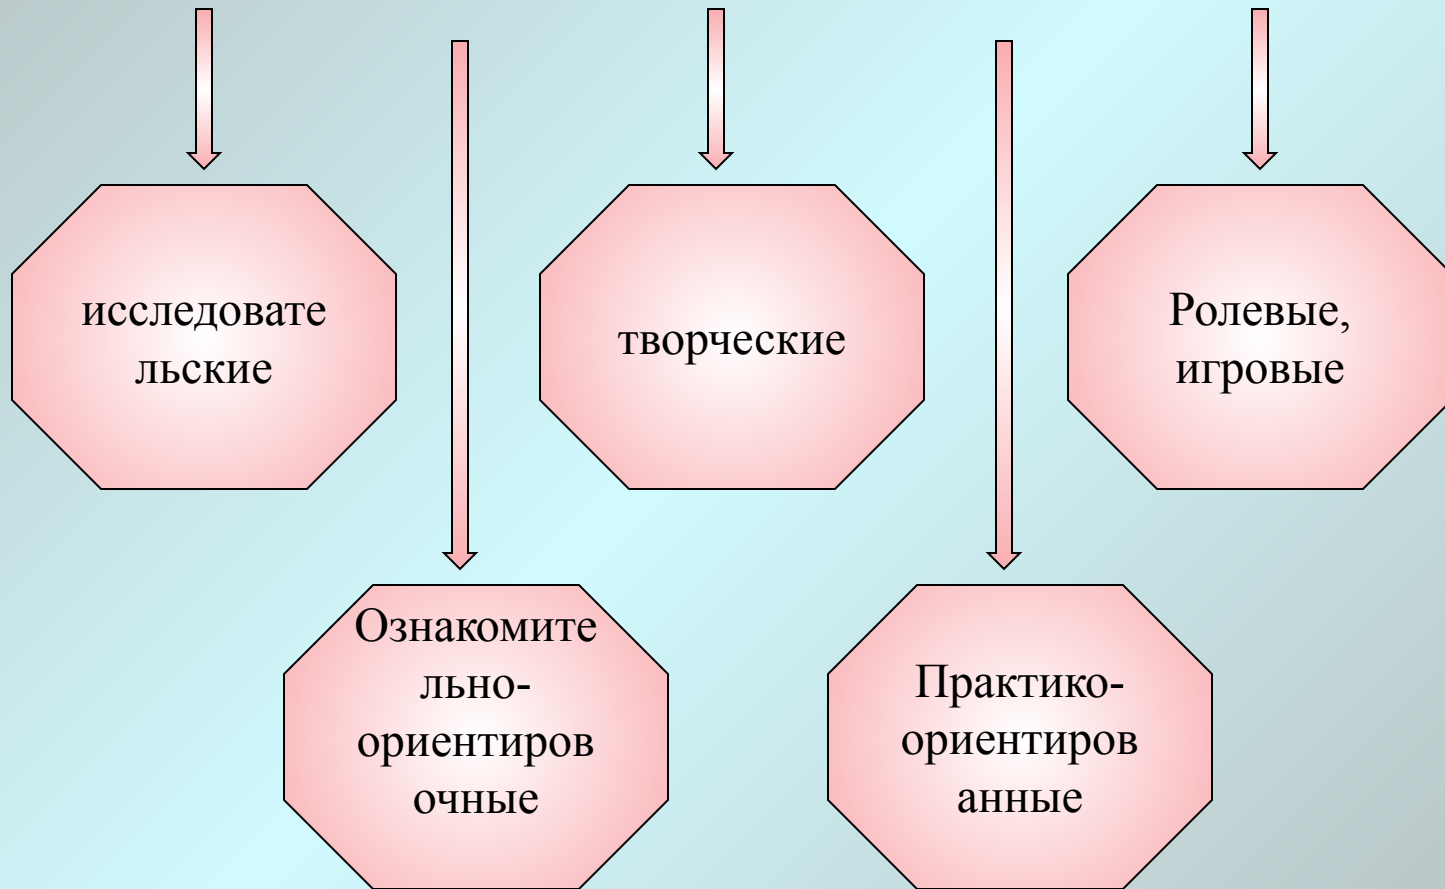 исследовате
льские
творческие
Ролевые,
игровые
Ознакомите
льно-
ориентиров
очные
Практико-
ориентиров
анные